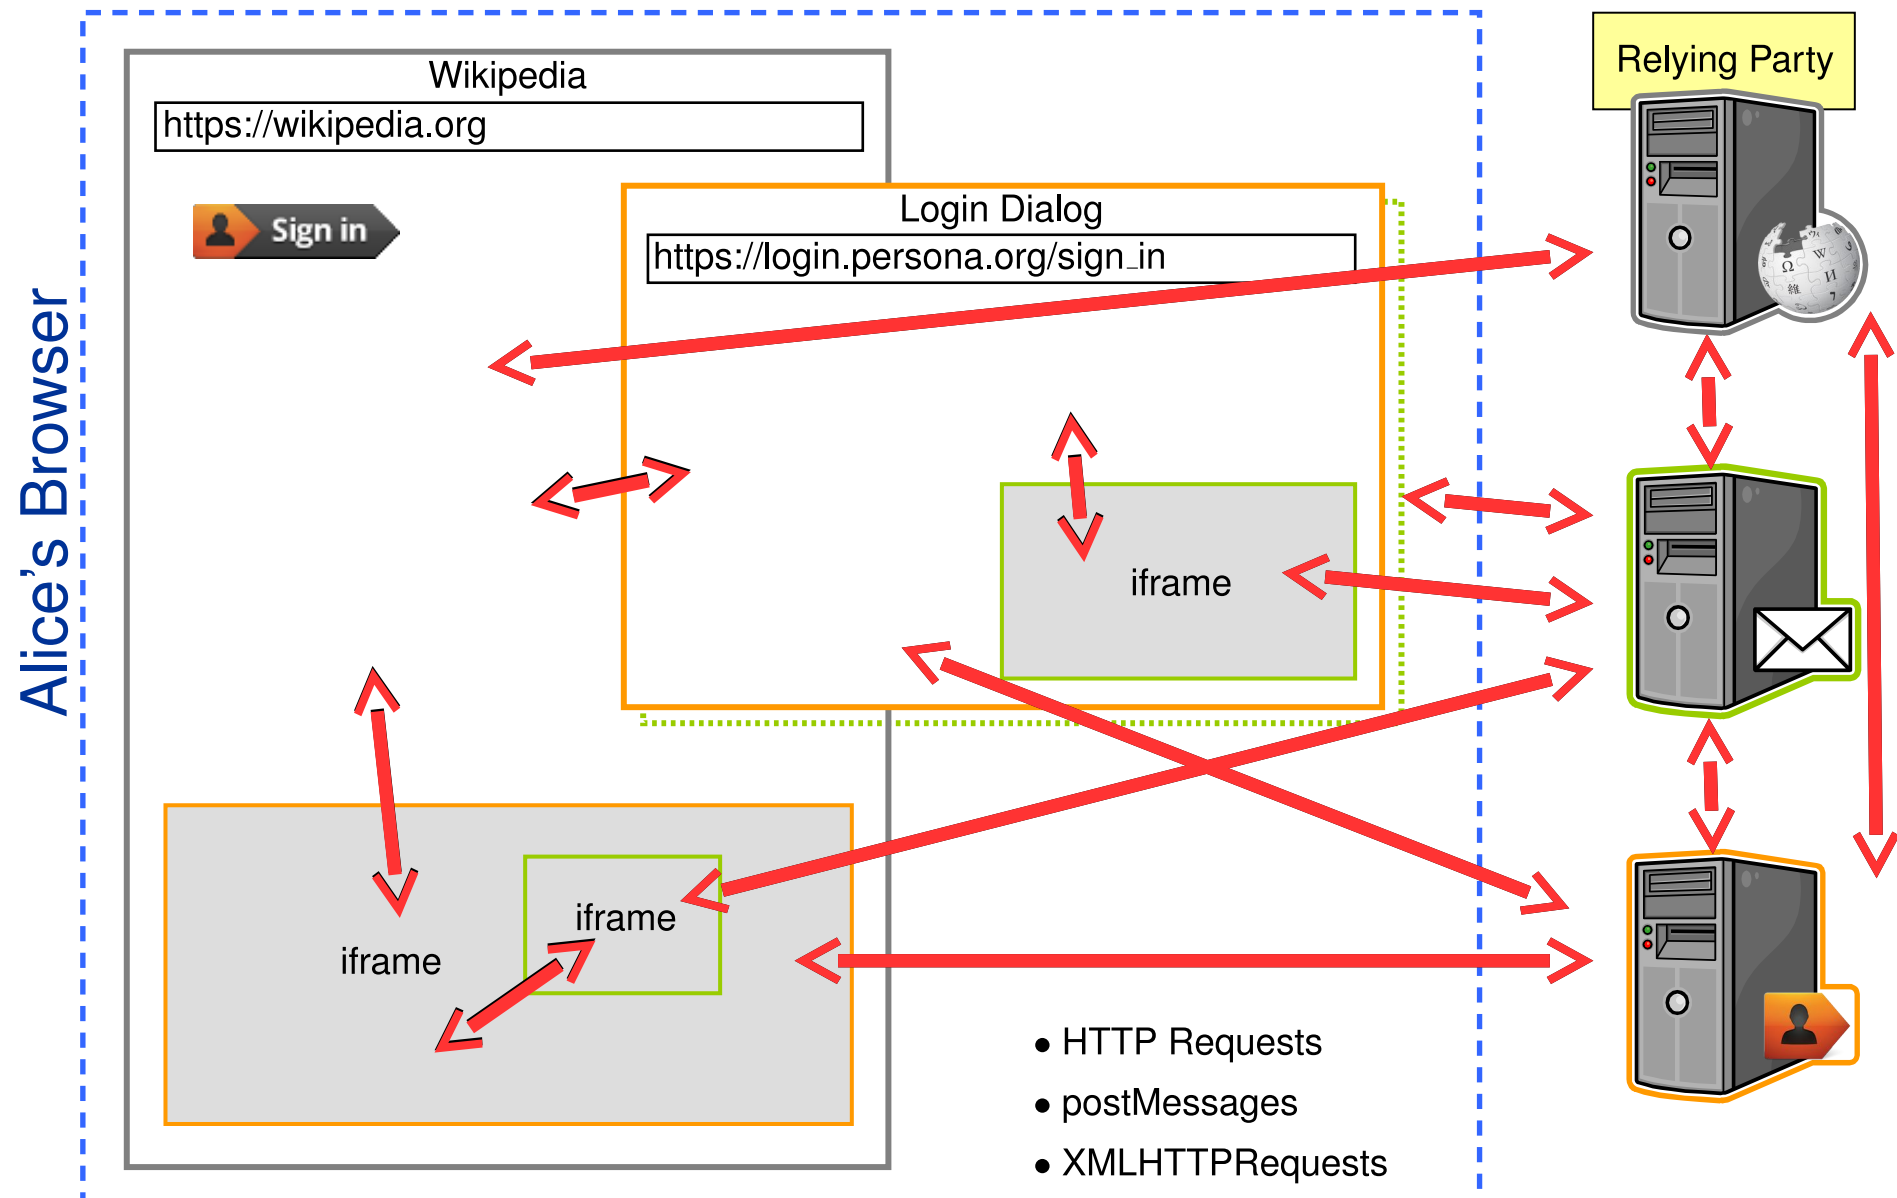 Alice's Browser
Wikipedia
https://wikipedia.org
Sign in
Login Dialog
https://login.persona.org/sign_in
Relying Party
iframe
iframe
iframe
● HTTP Requests
● postMessages
● XMLHTTPRequests